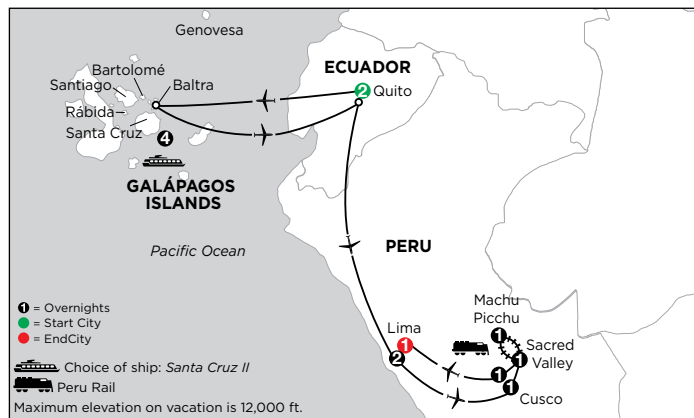 Genovesa
Bartolomé
Santiago
Baltra
Rábida
Santa Cruz
4
GALÁPAGOS
ISLANDS
ECUADOR
2 Quito
Pacific Ocean
PERU
Machu
Picchu
1
Lima
1
2
Sacred
Valley
1
1
1
Cusco
1 = Overnights
= Start City
= EndCity
Choice of ship: Santa Cruz II
Peru Rail
Maximum elevation on vacation is 12,000 ft.